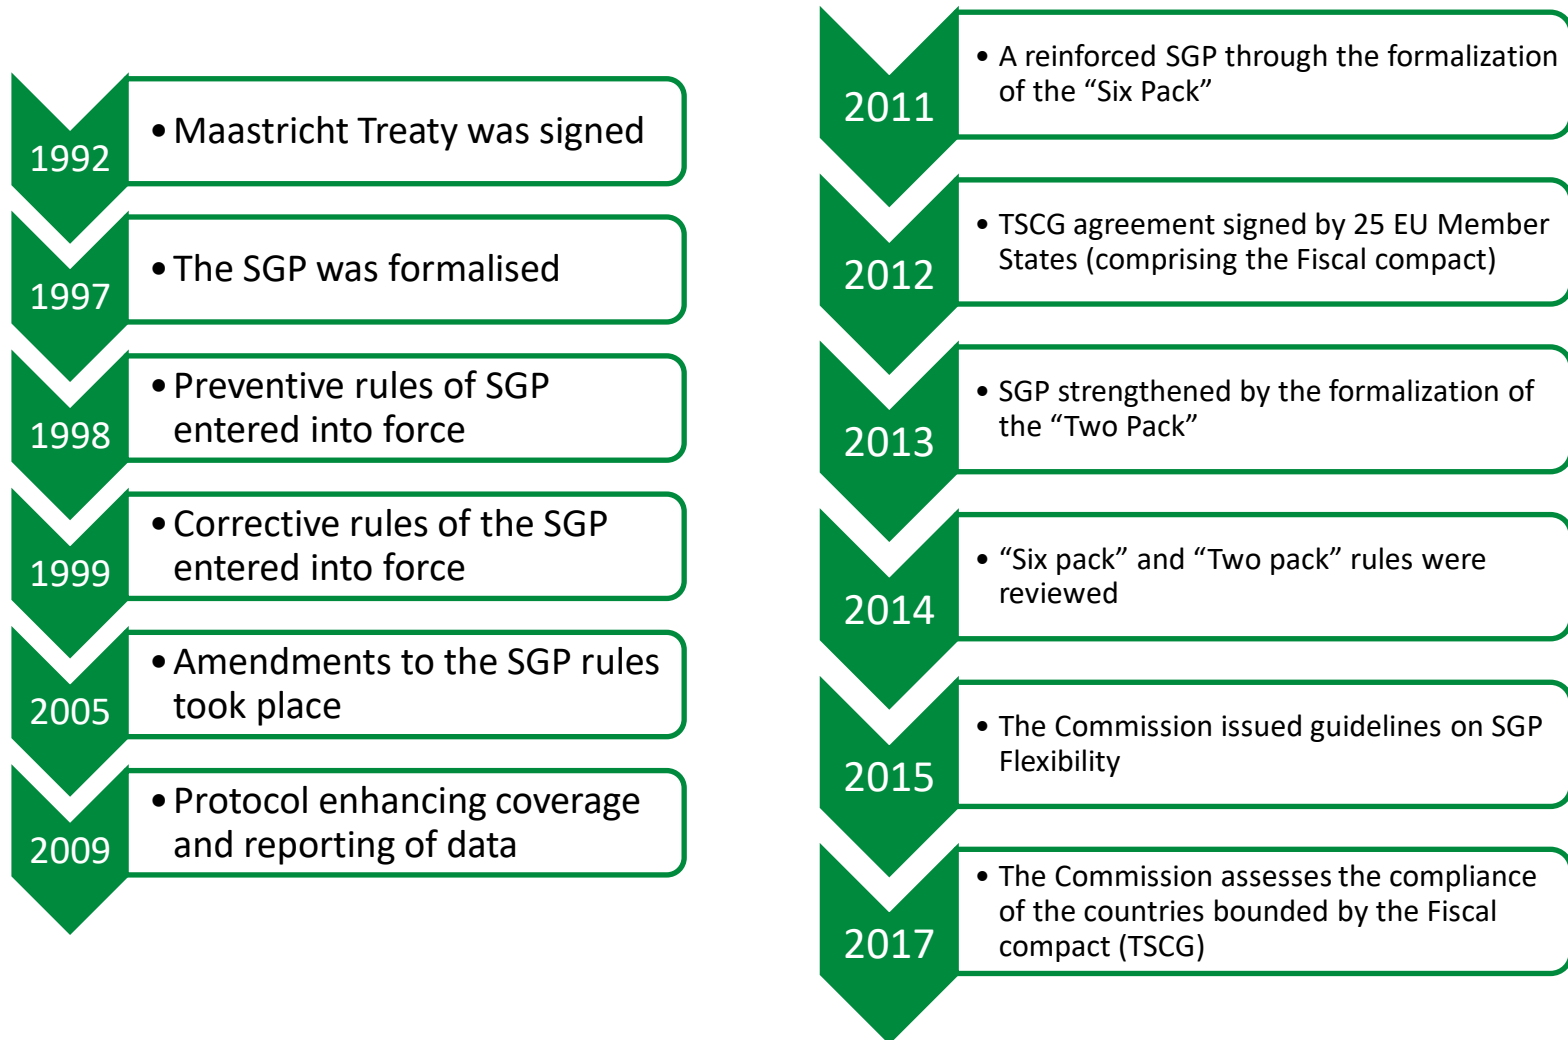 1992
• Maastricht Treaty was signed
1997
• The SGP was formalised
1998
• Preventive rules of SGP
entered into force
1999
• Corrective rules of the SGP
entered into force
2005
• Amendments to the SGP rules
took place
2009
• Protocol enhancing coverage
and reporting of data
2011
• A reinforced SGP through the formalization
of the “Six Pack”
2012
• TSCG agreement signed by 25 EU Member
States (comprising the Fiscal compact)
2013
• SGP strengthened by the formalization of
the “Two Pack”
2014
• “Six pack” and “Two pack” rules were
reviewed
2015
• The Commission issued guidelines on SGP
Flexibility
2017
• The Commission assesses the compliance
of the countries bounded by the Fiscal
compact (TSCG)